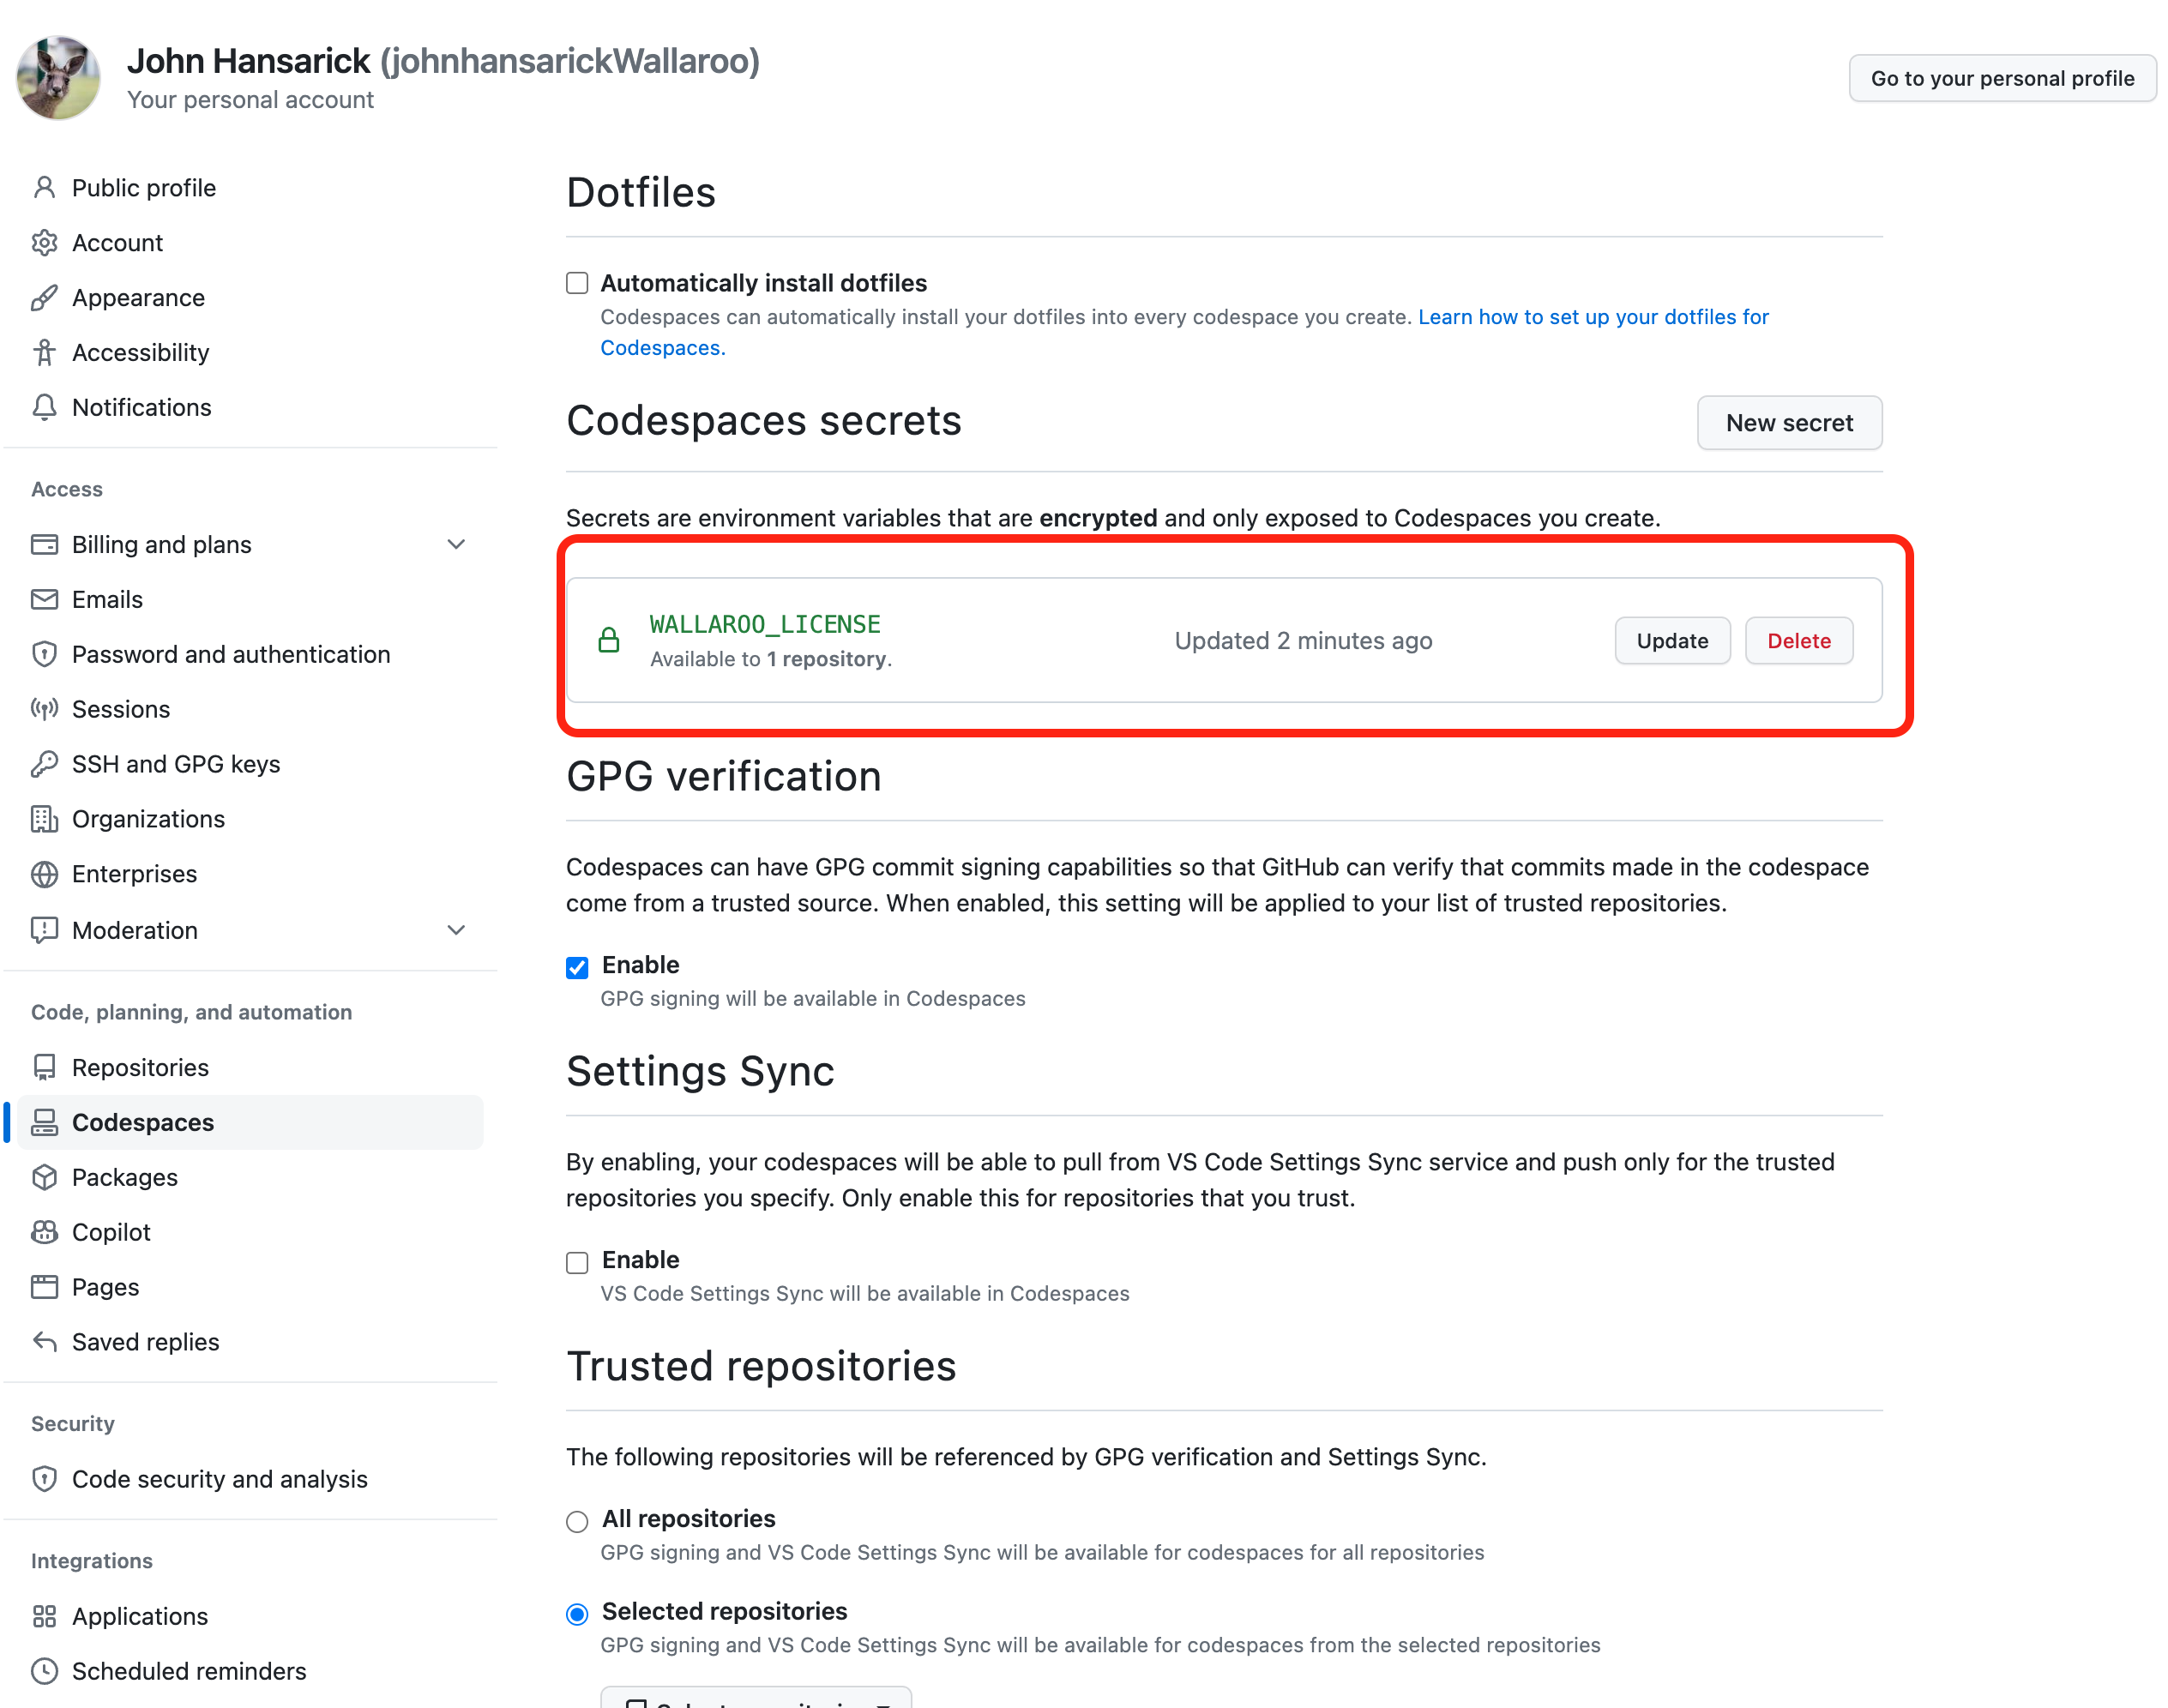 John Hansarick (johnhansarickWallaroo)
Your personal account
Go to your personal profile
Public profile
Account
Appearance
Accessibility
Notifications
Access
Billing and plans
Emails
Password and authentication
Sessions
SSH and GPG keys
Organizations
Enterprises
Moderation
Code, planning, and automation
Repositories
Codespaces
Packages
Copilot
Pages
Saved replies
Security
Code security and analysis
Integrations
Applications
Scheduled reminders
Dotfiles
Automatically install dotfiles
Codespaces can automatically install your dotfiles into every codespace you create. Learn how to set up your dotfiles for
Codespaces.
Codespaces secrets
New secret
Secrets are environment variables that are encrypted and only exposed to Codespaces you create.
WALLAROO_LICENSE
Available to 1 repository.
Updated 2 minutes ago
Update
Delete
GPG verification
Codespaces can have GPG commit signing capabilities so that GitHub can verify that commits made in the codespace
come from a trusted source. When enabled, this setting will be applied to your list of trusted repositories.
Enable
GPG signing will be available in Codespaces
Settings Sync
By enabling, your codespaces will be able to pull from VS Code Settings Sync service and push only for the trusted
repositories you specify. Only enable this for repositories that you trust.
Enable
VS Code Settings Sync will be available in Codespaces
Trusted repositories
The following repositories will be referenced by GPG verification and Settings Sync.
All repositories
GPG signing and VS Code Settings Sync will be available for codespaces for all repositories
Selected repositories
GPG signing and VS Code Settings Sync will be available for codespaces from the selected repositories